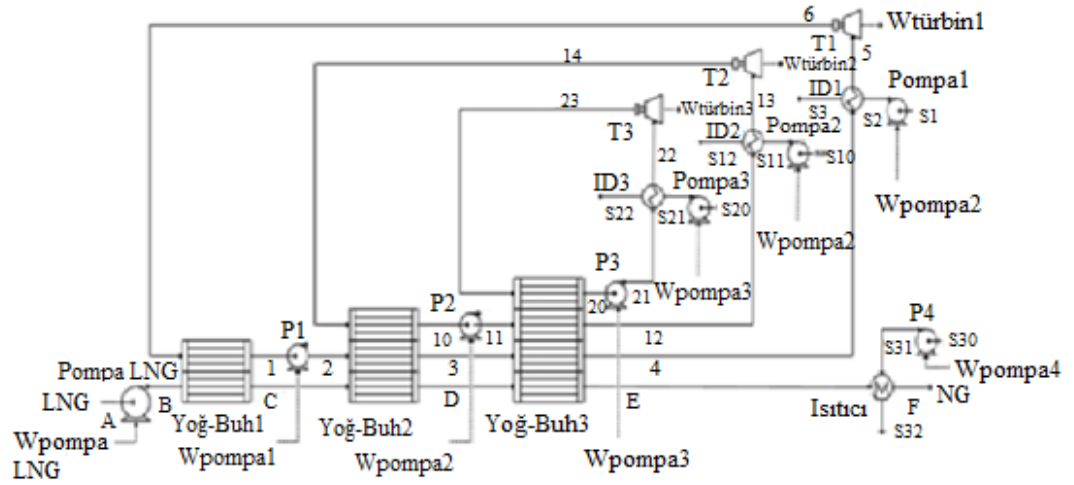 6
Wtürbin1
T1
5
14
T2
Wtürbin2
Pompa1
ID1
S3
S2
S1
23
T3
Wtürbin3
13
ID2
Pompa2
S12
S11
S10
22
Wpompa2
ID3
Pompa3
S22
S21
S20
Wpompa2
P3
Wpompa3
20
21
P2
P4
P1
10
11
12
S31
S30
Pompa LNG
1
2
3
4
Wpompa4
LNG
A
B
C
D
E
Isıtıcı
F
NG
Yoğ-Buh1
Yoğ-Buh2
Yoğ-Buh3
S32
Wpompa
LNG
Wpompa1
Wpompa2
Wpompa3